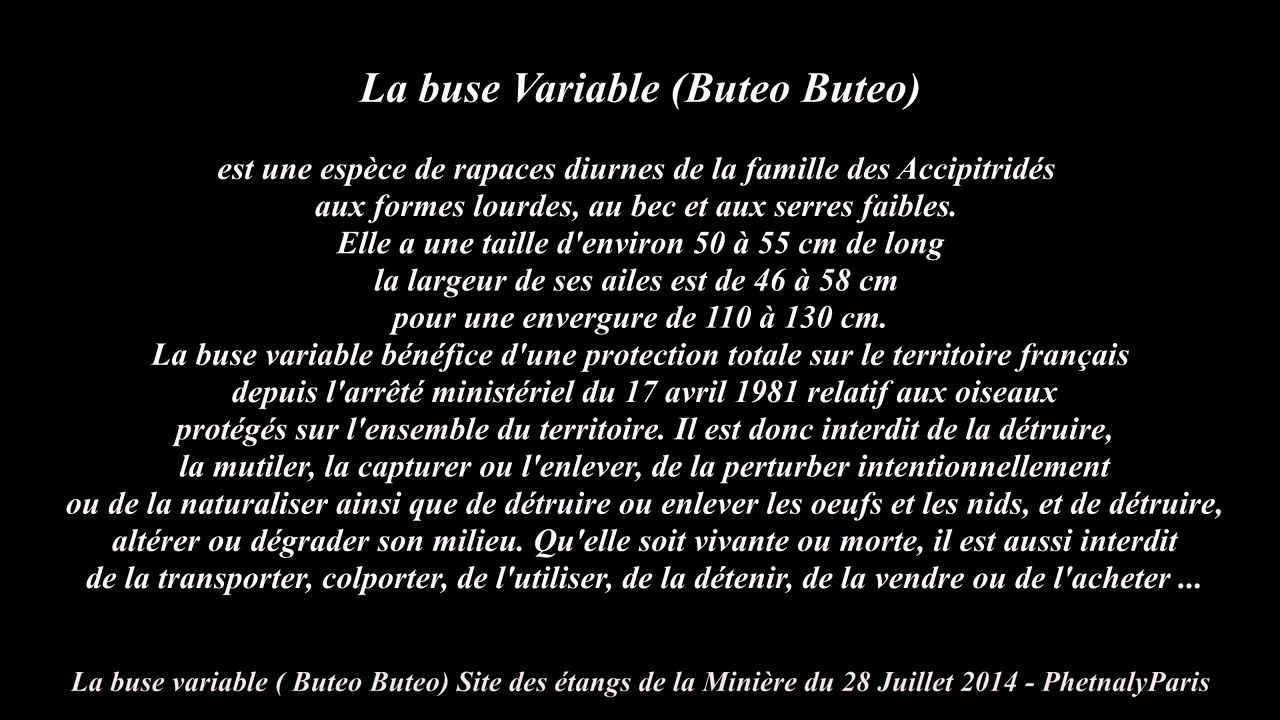 La buse Variable (Buteo Buteo)
est une espèce de rapaces diurnes de la famille des Accipitridés
aux formes lourdes, au bec et aux serres faibles.
Elle a une taille d'environ 50 à 55 cm de long
la largeur de ses ailes est de 46 à 58 cm
pour une envergure de 110 à 130 cm.
La buse variable bénéfice d'une protection totale sur le territoire français
depuis l'arrêté ministériel du 17 avril 1981 relatif aux oiseaux
protégés sur l'ensemble du territoire. Il est donc interdit de la détruire,
la mutiler, la capturer ou l'enlever, de la perturber intentionnellement
ou de la naturaliser ainsi que de détruire ou enlever les oeufs et les nids, et de détruire,
altérer ou dégrader son milieu. Qu'elle soit vivante ou morte, il est aussi interdit
de la transporter, colporter, de l'utiliser, de la détenir, de la vendre ou de l'acheter ...
La buse variable ( Buteo Buteo) Site des étangs de la Minière du 28 Juillet 2014 - PhetnalyParis